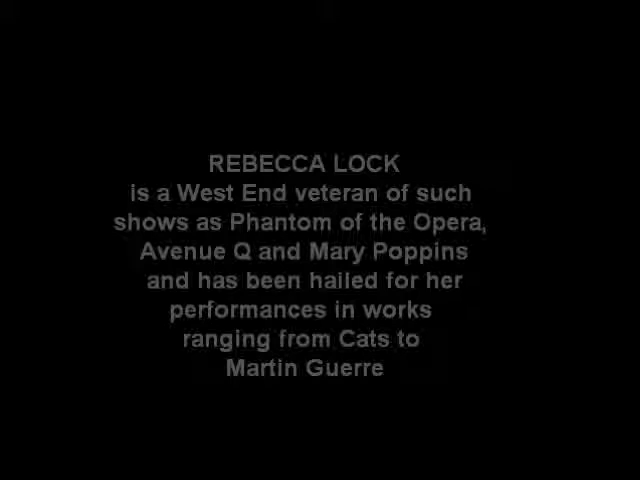 REBECCA LOCK
is a West End veteran of such
shows as Phantom of the Opera,
Avenue Q and Mary Poppins
and has been hailed for her
performances in works
ranging from Cats to
Martin Guerre